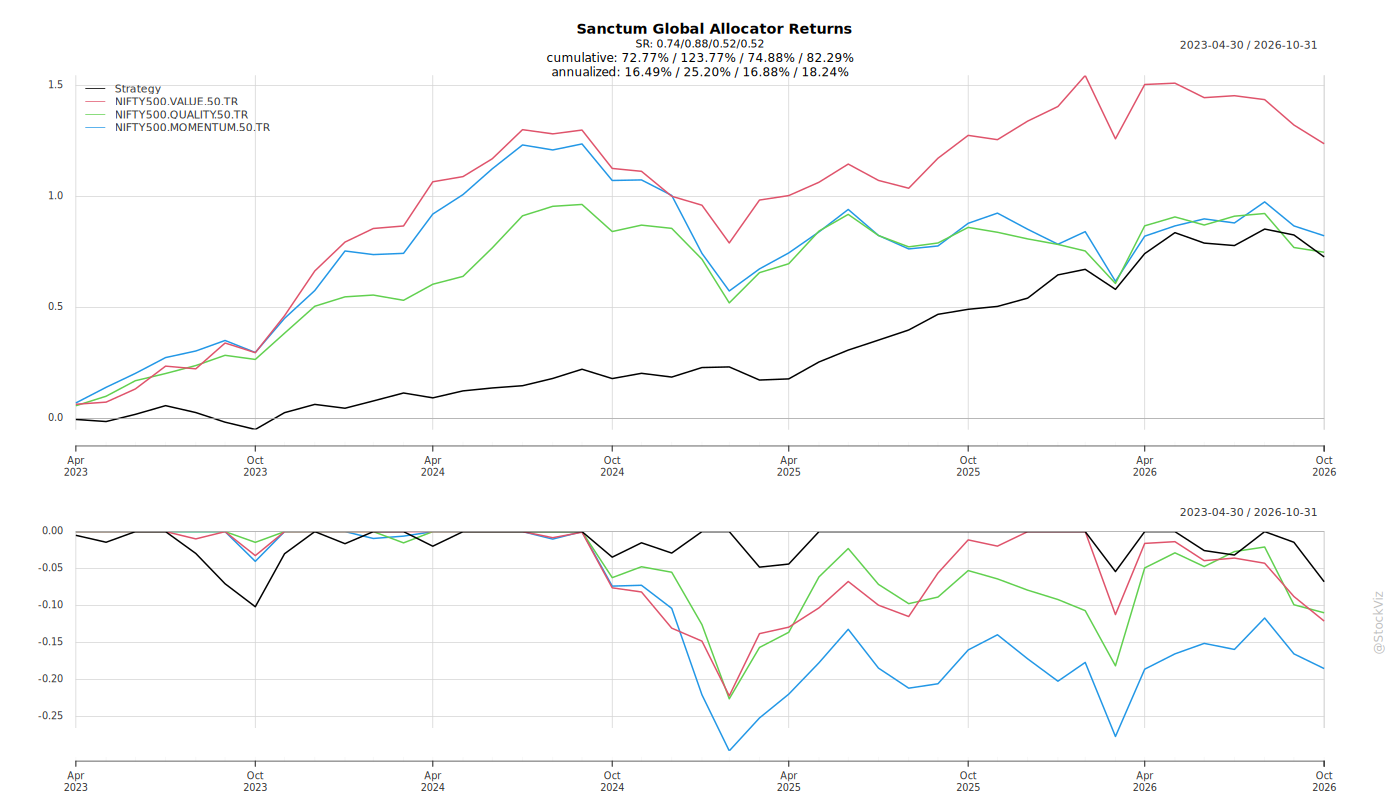 Sanctum Global Allocator Returns
SR: 0.74/0.88/0.52/0.52
cumulative: 72.77% / 123.77% / 74.88% / 82.29%
annualized: 16.49% / 25.20% / 16.88% / 18.24%
2023-04-30 / 2026-10-31
Strategy
NIFTY500.VALUE.50.TR
NIFTY500.QUALITY.50.TR
NIFTY500.MOMENTUM.50.TR
1.5
1.0
0.5
0.0
Apr 2023
Oct 2023
Apr 2024
Oct 2024
Apr 2025
Oct 2025
Apr 2026
Oct 2026
2023-04-30 / 2026-10-31
0.00
-0.05
-0.10
-0.15
-0.20
-0.25
Apr 2023
Oct 2023
Apr 2024
Oct 2024
Apr 2025
Oct 2025
Apr 2026
Oct 2026
@StockViz